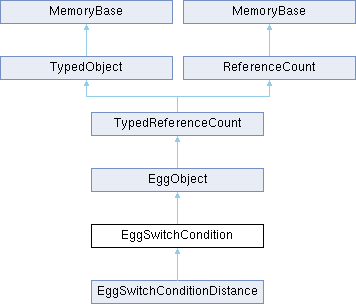 MemoryBase MemoryBase
TypedObject ReferenceCount
TypedReferenceCount
EggObject
EggSwitchCondition
EggSwitchConditionDistance